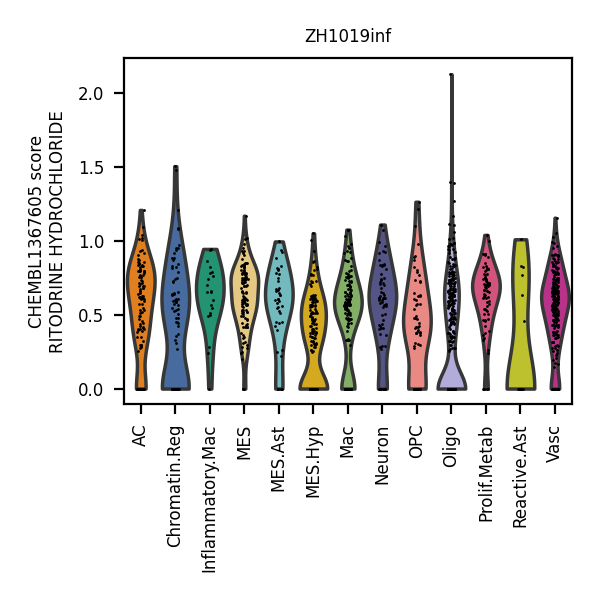 ZH1019inf
CHEMBL1367605 score
RITODRINE HYDROCHLORIDE
2.0
1.5
1.0
0.5
0.0
AC
Chromatin.Reg
Inflammatory.Mac
MES
MES.Ast
MES.Hyp
Mac
Neuron
OPC
Oligo
Prolif.Metab
Reactive.Ast
Vasc